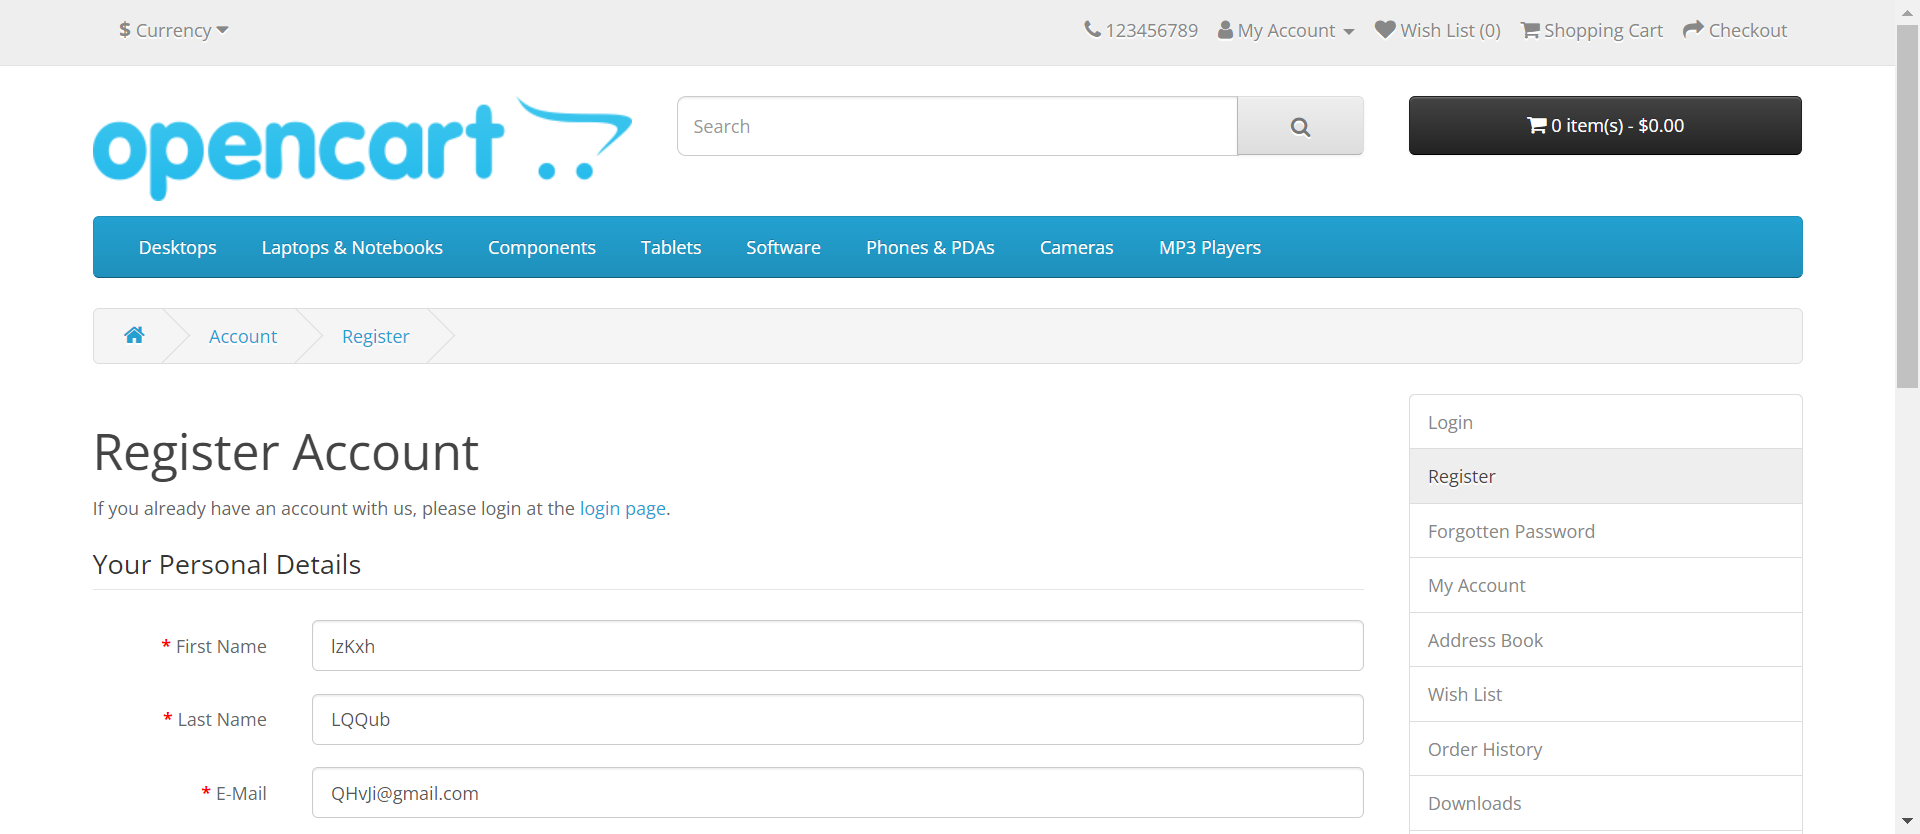 $ Currency
123456789 My Account Wish List (0) Shopping Cart Checkout
opencart
Search
0 item(s) - $0.00
Desktops Laptops & Notebooks Components Tablets Software Phones & PDAs Cameras MP3 Players
Account Register
Register Account
If you already have an account with us, please login at the login page.
Your Personal Details
* First Name lzKxh
* Last Name LQQub
* E-Mail QHvJi@gmail.com
Login
Register
Forgotten Password
My Account
Address Book
Wish List
Order History
Downloads